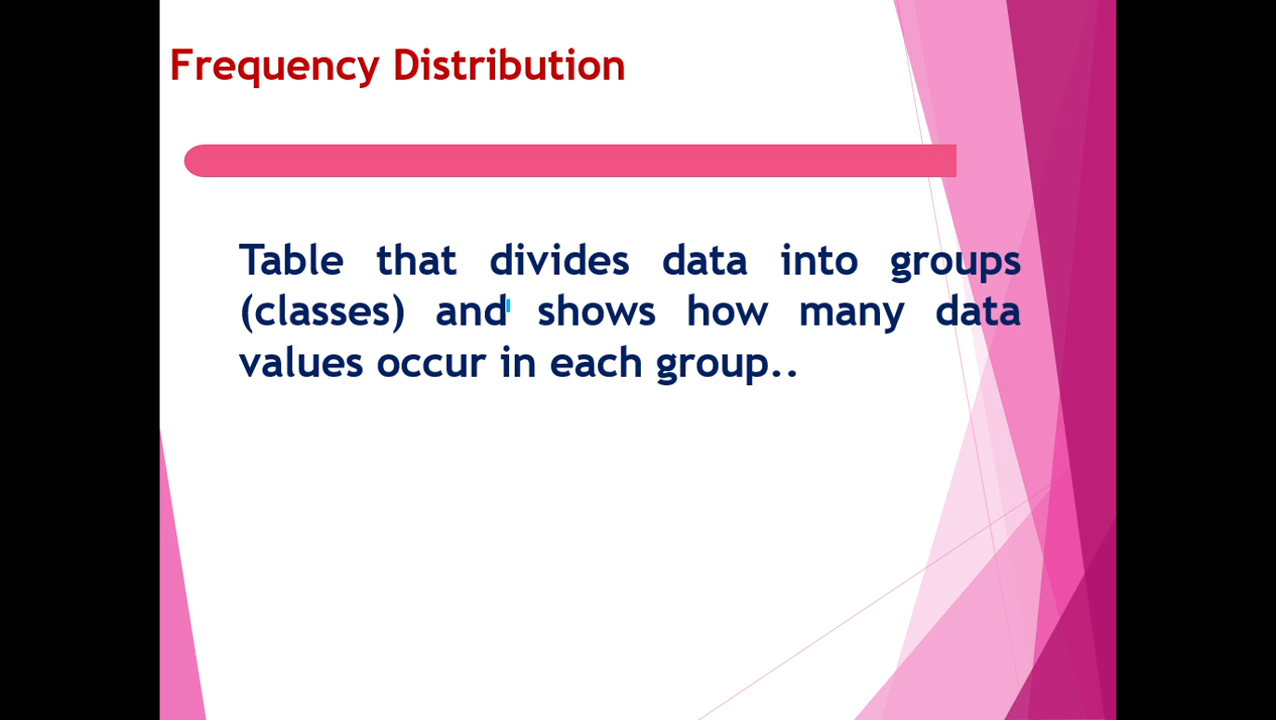 Frequency Distribution
Table that divides data into groups
(classes) and shows how many data
values occur in each group..